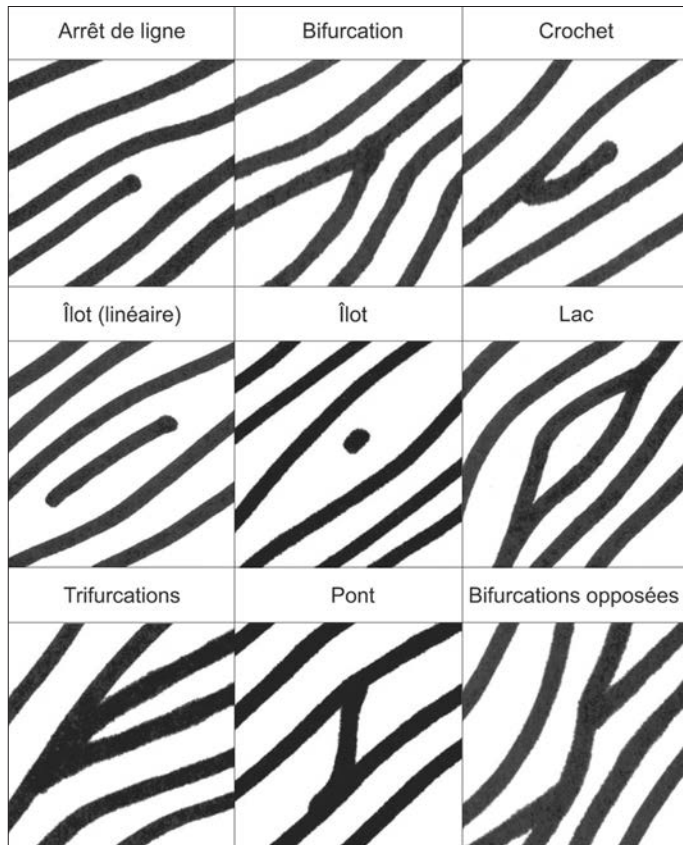 Arrêt de ligne
Bifurcation
Crochet
Îlot (linéaire)
Îlot
Lac
Trifurcations
Pont
Bifurcations opposées